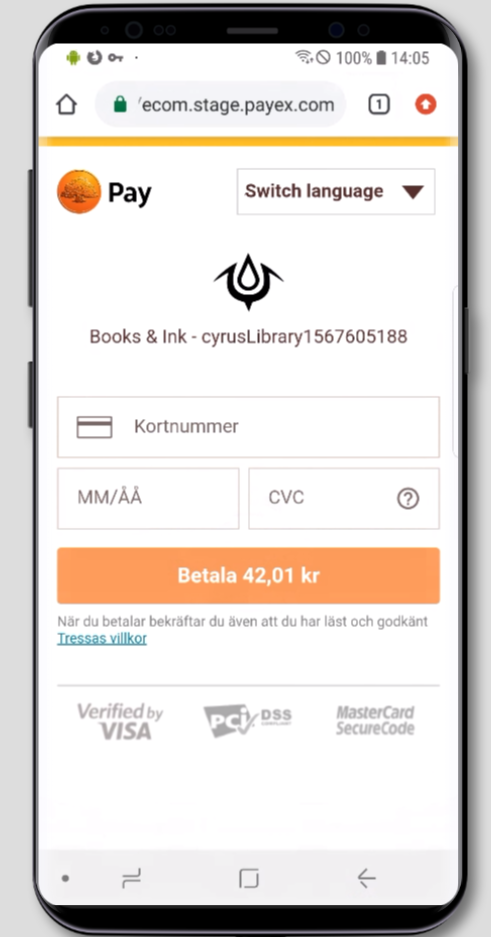 100% 14:05
ecom.stage.payex.com
1
Pay
Switch language
Books & Ink - cyrusLibrary1567605188
Kortnummer
MM/ÅÅ
CVC
?
Betala 42,01 kr
När du betalar bekräftar du även att du har läst och godkänt
Tressas villkor
Verified by
VISA
PCI DSS
COMPLIANT
MasterCard
SecureCode